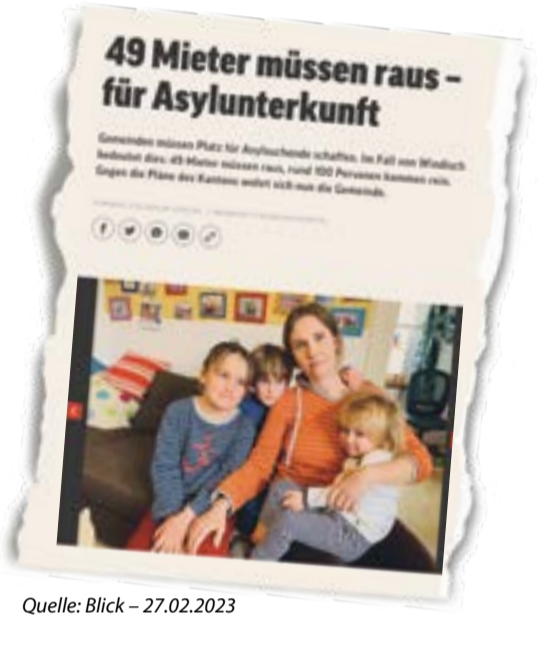 49 Mieter müssen raus –
für Asylunterkunft
Gemeinden müssen Platz für Asylsuchende schaffen. Im Fall von Windisch
bedeutet dies: 49 Mieter müssen raus, rund 100 Personen kommen rein.
Gegen die Pläne des Kantons wehrt sich nun die Gemeinde.
Quelle: Blick – 27.02.2023